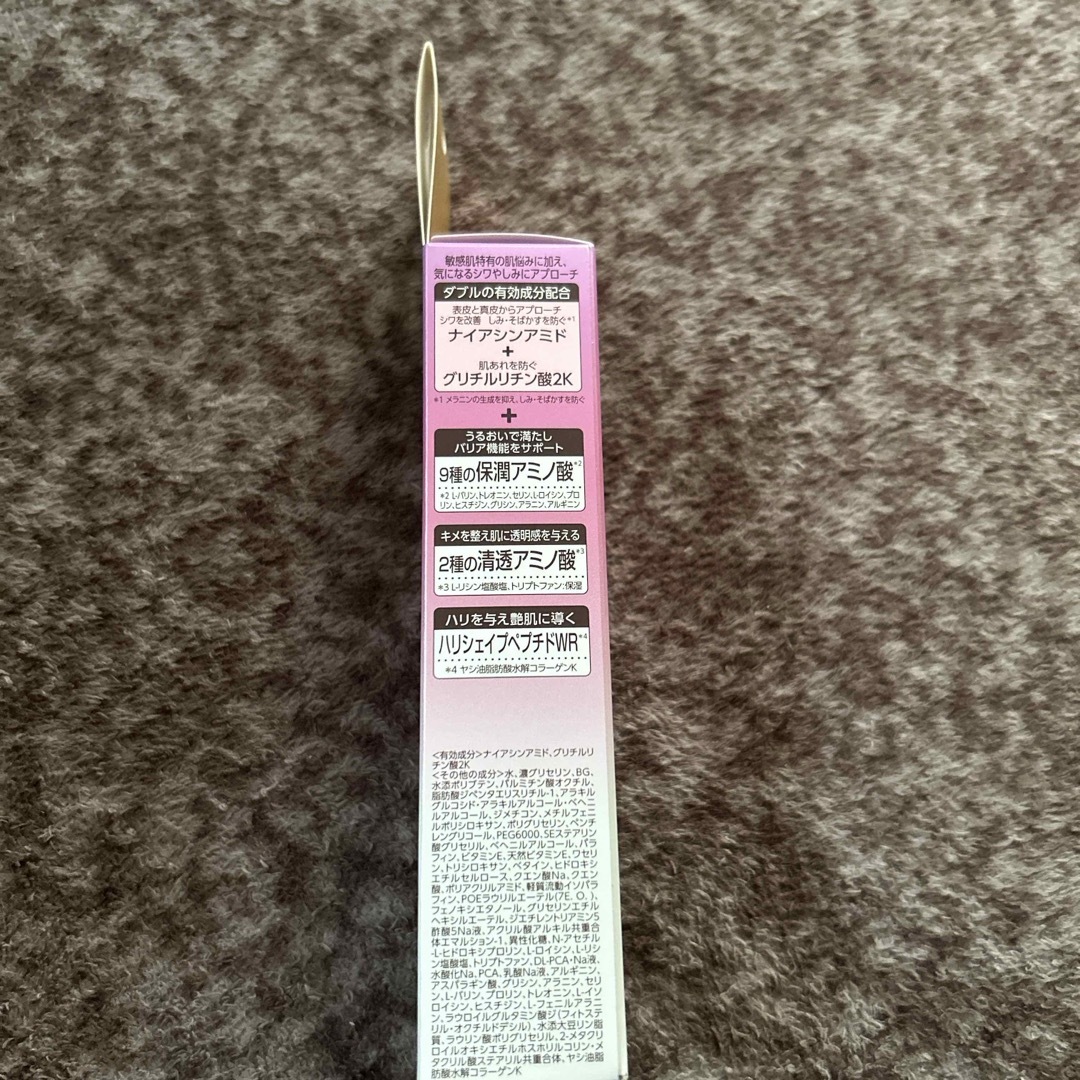 敏感肌特有の肌悩みに加え、
気になるシワやしみにアプローチ
ダブルの有効成分配合
表皮と真皮からアプローチ
シワを改善 しみ・そばかすを防ぐ*1
ナイアシンアミド
+
肌あれを防ぐ
グリチルリチン酸2K
*1 メラニンの生成を抑え、しみ・そばかすを防ぐ
+
うるおいで満たし
バリア機能をサポート
9種の保潤アミノ酸*2
*2 L-バリン、トレオニン、セリン、L-ロイシン、プロ
リン、ヒスチジン、グリシン、アラニン、アルギニン
キメを整え肌に透明感を与える
2種の清透アミノ酸*3
*3 L-リシン塩酸塩、トリプトファン:保湿
ハリを与え艶肌に導く
ハリシェイプペプチドWR*4
*4 ヤシ油脂肪酸水解コラーゲンK
<有効成分>ナイアシンアミド、グリチルリ
チン酸2K
<その他の成分>水、濃グリセリン、BG、
水添ポリブテン、パルミチン酸オクチル、
脂肪酸ジペンタエリスリチル-1、アラキル
グルコシド・アラキルアルコール・ベヘニ
ルアルコール、ジメチコン、メチルフェニ
ルポリシロキサン、ポリグリセリン、ペンチ
レングリコール、PEG6000、SEステアリン
酸グリセリル、ベヘニルアルコール、パラ
フィン、ビタミンE、天然ビタミンE、ワセリ
ン、トリシロキサン、ベタイン、ヒドロキシ
エチルセルロース、クエン酸Na、クエン
酸、ポリアクリルアミド、軽質流動イソパラ
フィン、POEラウリルエーテル(7E.O.)、
フェノキシエタノール、グリセリンエチル
ヘキシルエーテル、ジエチレントリアミン5
酢酸5Na液、アクリル酸アルキル共重合
体エマルション-1、異性化糖、N-アセチル
-L-ヒドロキシプロリン、L-ロイシン、L-リシ
ン塩酸塩、トリプトファン、DL-PCA・Na液、
水酸化Na、PCA、乳酸Na液、アルギニン、
アスパラギン酸、グリシン、アラニン、セリ
ン、L-バリン、プロリン、トレオニン、L-イソ
ロイシン、ヒスチジン、L-フェニルアラニ
ン、ラウロイルグルタミン酸ジ(フィトステ
リル・オクチルドデシル)、水添大豆リン脂
質、ラウリン酸ポリグリセリル、2-メタクリ
ロイルオキシエチルホスホリルコリン・メ
タクリル酸ステアリル共重合体、ヤシ油脂
肪酸水解コラーゲンK